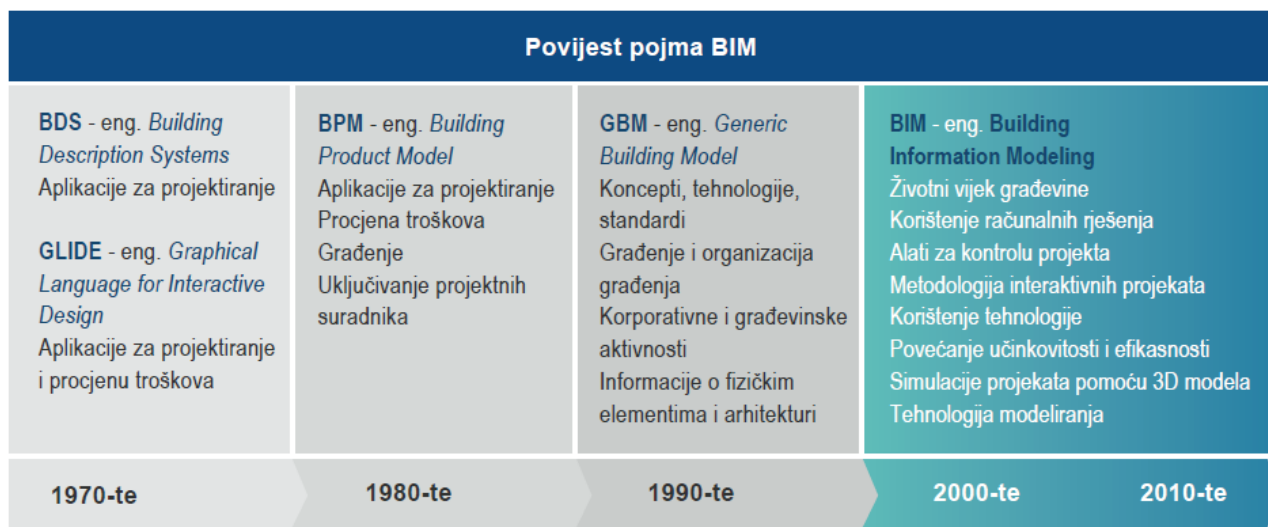 Povijest pojma BIM
BDS - eng. Building
Description Systems
Aplikacije za projektiranje
GLIDE - eng. Graphical
Language for Interactive
Design
Aplikacije za projektiranje
i procjenu troškova
BPM - eng. Building
Product Model
Aplikacije za projektiranje
Procjena troškova
Građenje
Uključivanje projektnih
suradnika
GBM - eng. Generic
Building Model
Koncepti, tehnologije,
standardi
Građenje i organizacija
građenja
Korporativne i građevinske
aktivnosti
Informacije o fizičkim
elementima i arhitekturi
BIM - eng. Building
Information Modeling
Životni vijek građevine
Korištenje računalnih rješenja
Alati za kontrolu projekta
Metodologija interaktivnih projekata
Korištenje tehnologije
Povećanje učinkovitosti i efikasnosti
Simulacije projekata pomoću 3D modela
Tehnologija modeliranja
1970-te
1980-te
1990-te
2000-te
2010-te